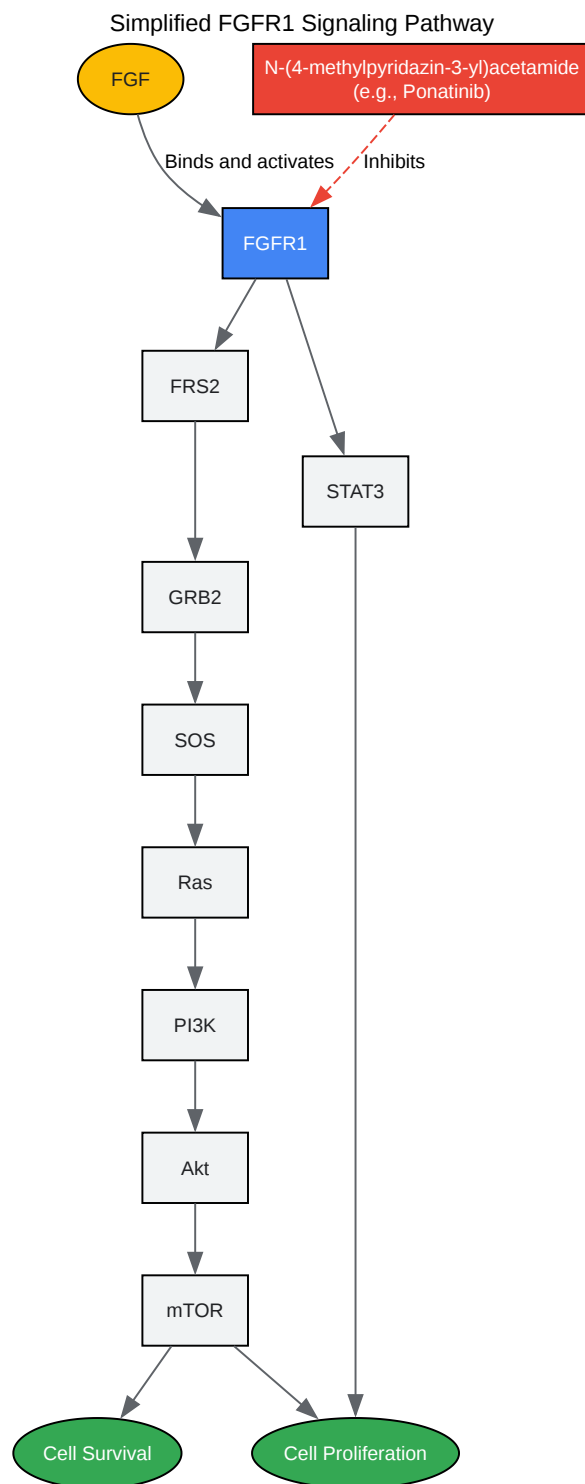 Simplified FGFR1 Signaling Pathway
FGF
N-(4-methylpyridazin-3-yl)acetamide
(e.g., Ponatinib)
Binds and activates
Inhibits
FGFR1
FRS2
STAT3
GRB2
SOS
Ras
PI3K
Akt
mTOR
Cell Survival
Cell Proliferation